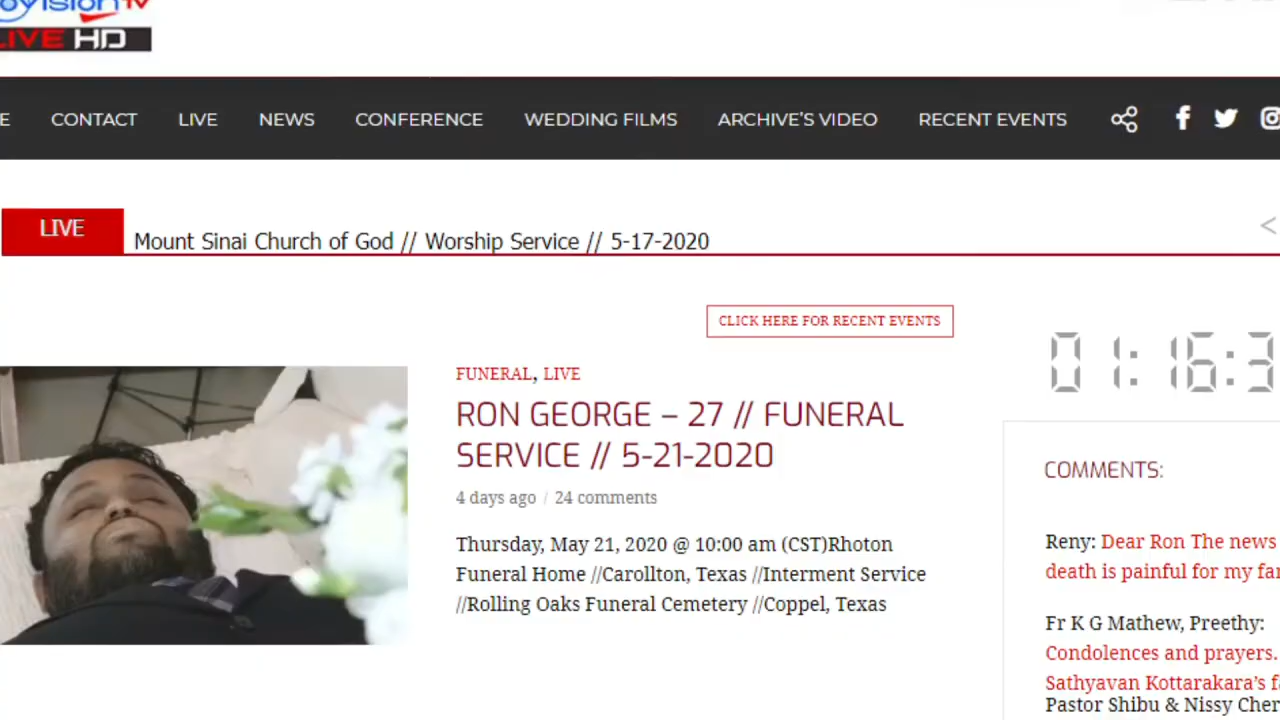 LIVE HD
CONTACT LIVE NEWS CONFERENCE WEDDING FILMS ARCHIVE'S VIDEO RECENT EVENTS
LIVE Mount Sinai Church of God // Worship Service // 5-17-2020
CLICK HERE FOR RECENT EVENTS
FUNERAL, LIVE
RON GEORGE – 27 // FUNERAL
SERVICE // 5-21-2020
4 days ago / 24 comments
Thursday, May 21, 2020 @ 10:00 am (CST)Rhoton
Funeral Home //Carollton, Texas //Interment Service
//Rolling Oaks Funeral Cemetery //Coppel, Texas
01:16:3
COMMENTS:
Reny: Dear Ron The news
death is painful for my
Fr K G Mathew, Preethy:
Condolences and prayers.
Sathyavan Kottarakara's
Pastor Shibu & Nissy